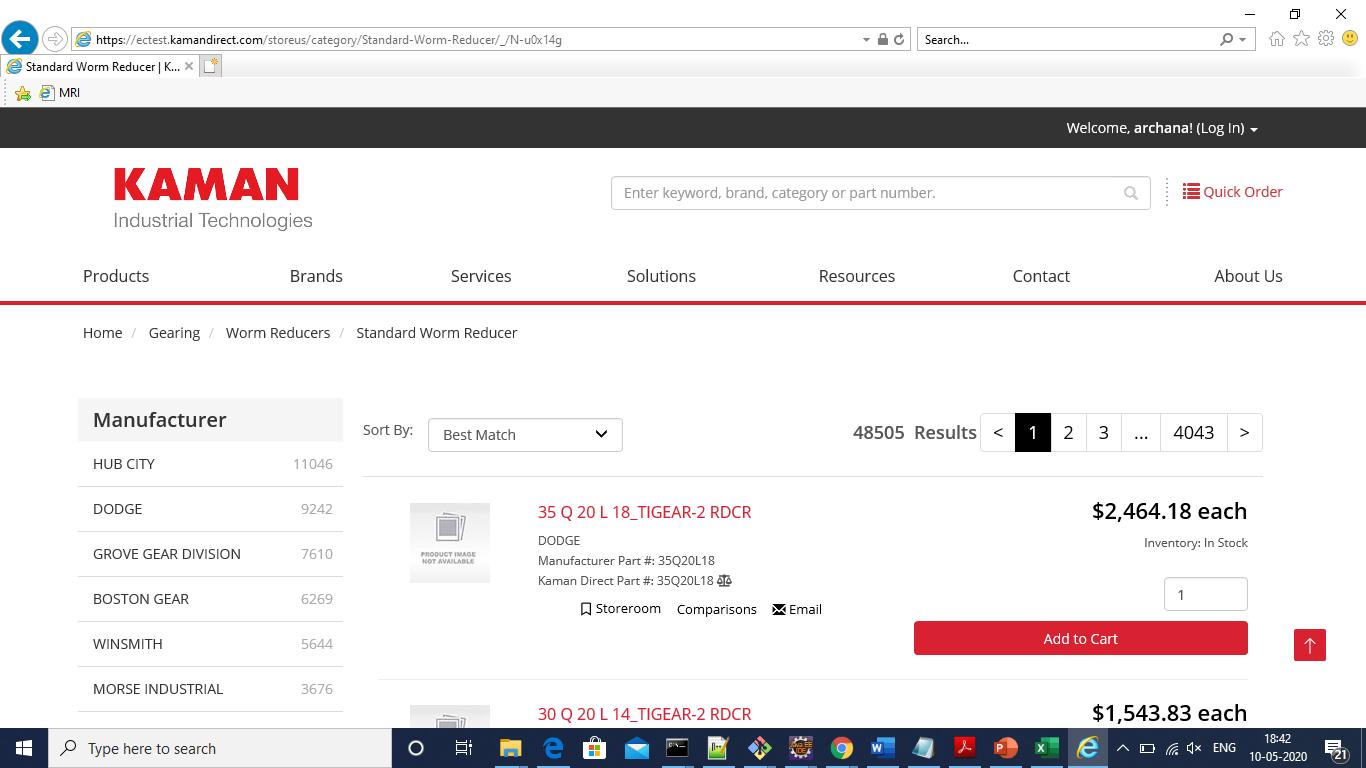 https://ectest.kamandirect.com/storeus/category/Standard-Worm-Reducer/_/N-u0x14g
Search...
Standard Worm Reducer | K...
MRI
Welcome, archana! (Log In)
KAMAN
Industrial Technologies
Enter keyword, brand, category or part number.
Quick Order
Products Brands Services Solutions Resources Contact About Us
Home / Gearing / Worm Reducers / Standard Worm Reducer
Manufacturer
HUB CITY 11046
DODGE 9242
GROVE GEAR DIVISION 7610
BOSTON GEAR 6269
WINSMITH 5644
MORSE INDUSTRIAL 3676
Sort By: Best Match
48505 Results < 1 2 3 ... 4043 >
PRODUCT IMAGE
NOT AVAILABLE
35 Q 20 L 18_TIGEAR-2 RDCR
DODGE
Manufacturer Part #: 35Q20L18
Kaman Direct Part #: 35Q20L18
Storeroom Comparisons Email
$2,464.18 each
Inventory: In Stock
1
Add to Cart
30 Q 20 L 14_TIGEAR-2 RDCR
$1,543.83 each
Type here to search
ENG
18:42
10-05-2020
21